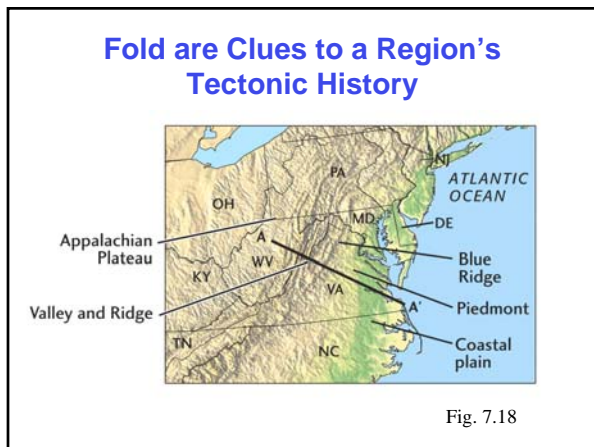 Fold are Clues to a Region's
Tectonic History
NJ
PA
ATLANTIC
OCEAN
OH
MD
DE
Appalachian
Plateau
A
WV
Blue
Ridge
KY
VA
Piedmont
Valley and Ridge
A'
Coastal
plain
TN
NC
Fig. 7.18